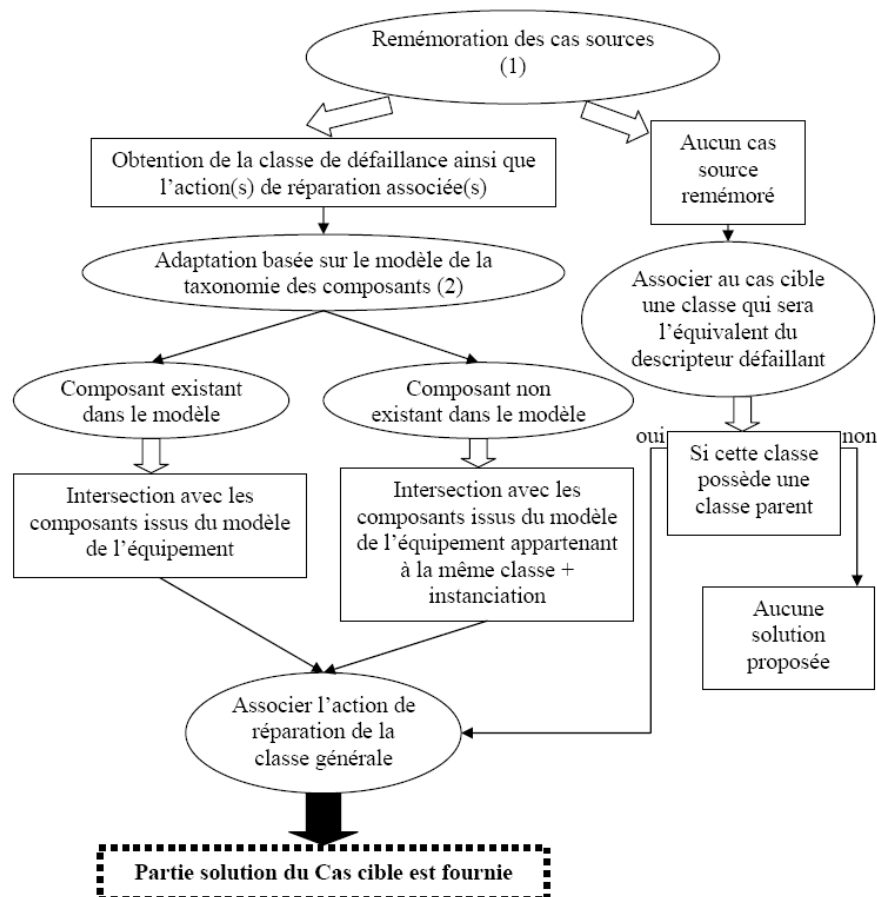 Remémoration des cas sources
(1)
Obtention de la classe de défaillance ainsi que
l’action(s) de réparation associée(s)
Aucun cas
source
remémoré
Adaptation basée sur le modèle de la
taxonomie des composants (2)
Associer au cas cible
une classe qui sera
l’équivalent du
descripteur défaillant
Composant existant
dans le modèle
Composant non
existant dans le modèle
oui
non
Si cette classe
possède une
classe parent
Intersection avec les
composants issus du modèle
de l’équipement
Intersection avec les
composants issus du modèle
de l’équipement appartenant
à la même classe +
instanciation
Aucune
solution
proposée
Associer l’action de
réparation de la
classe générale
Partie solution du Cas cible est fournie